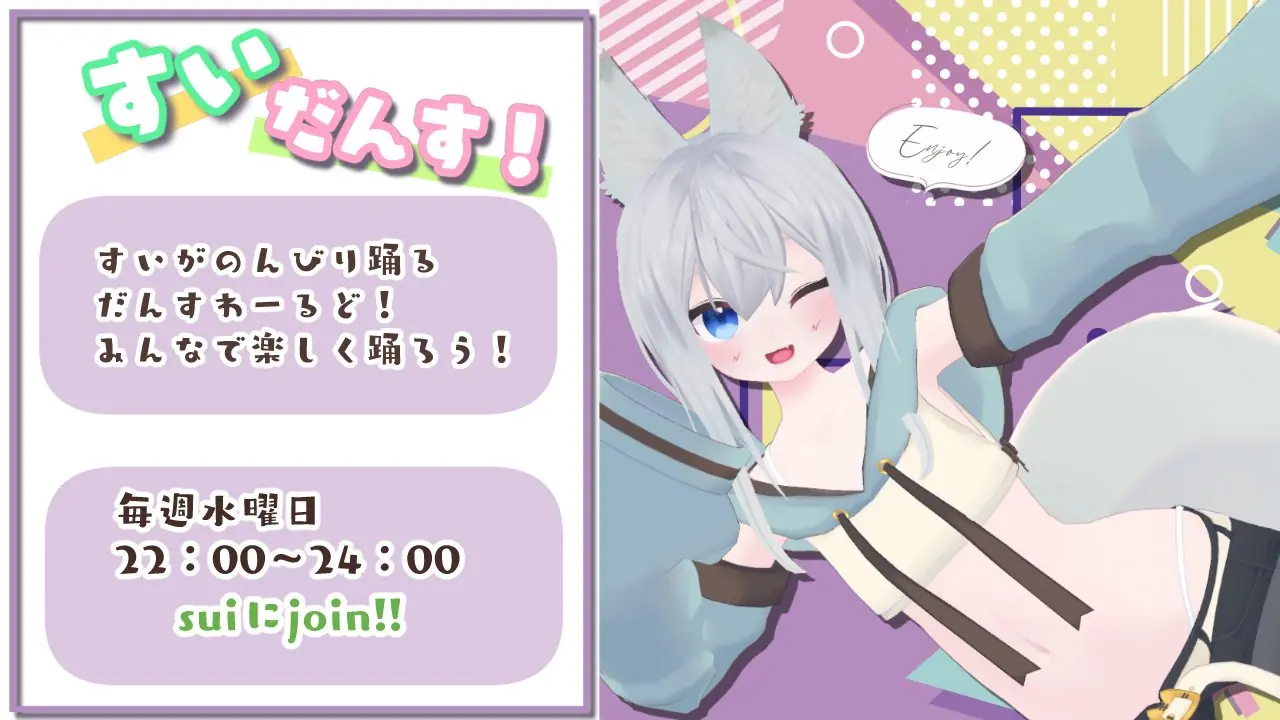 すいだんす！
すいがのんびり踊る
だんすわーるど！
みんなで楽しく踊ろう！
毎週水曜日
22：00～24：00
suiにjoin!!
Enjoy!